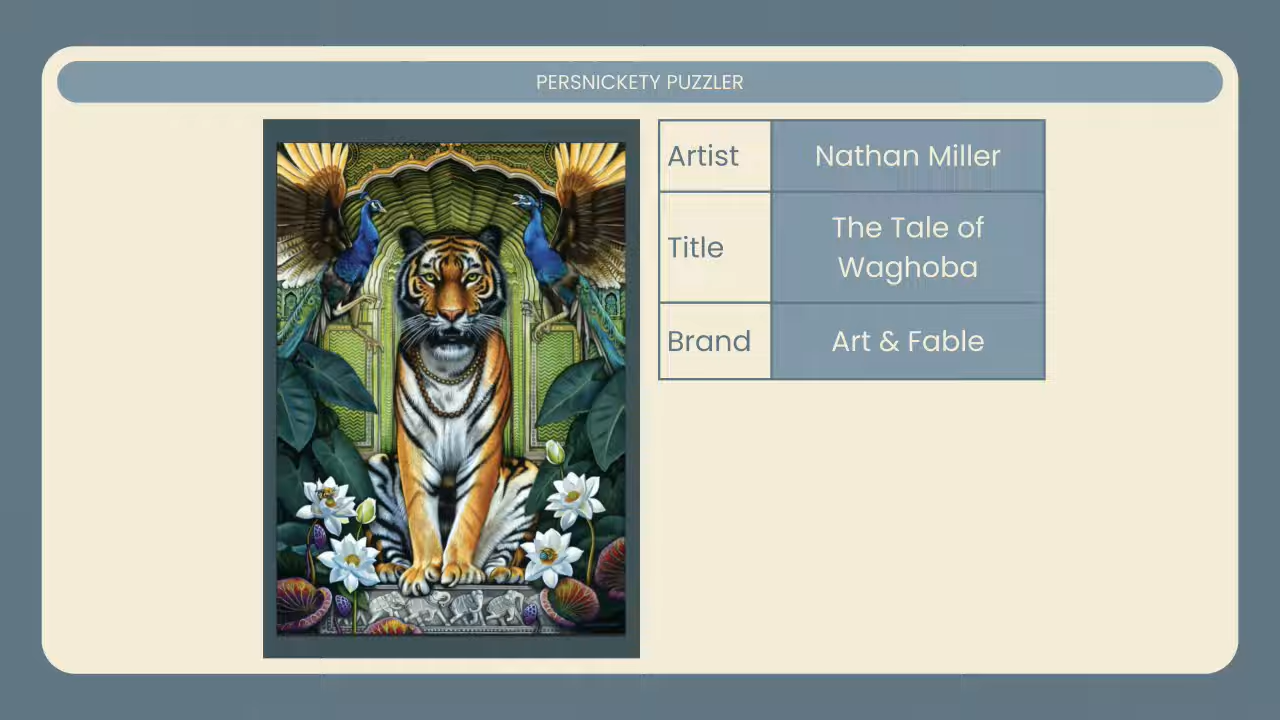 PERSNICKETY PUZZLER
Artist
Nathan Miller
Title
The Tale of
Waghoba
Brand
Art & Fable